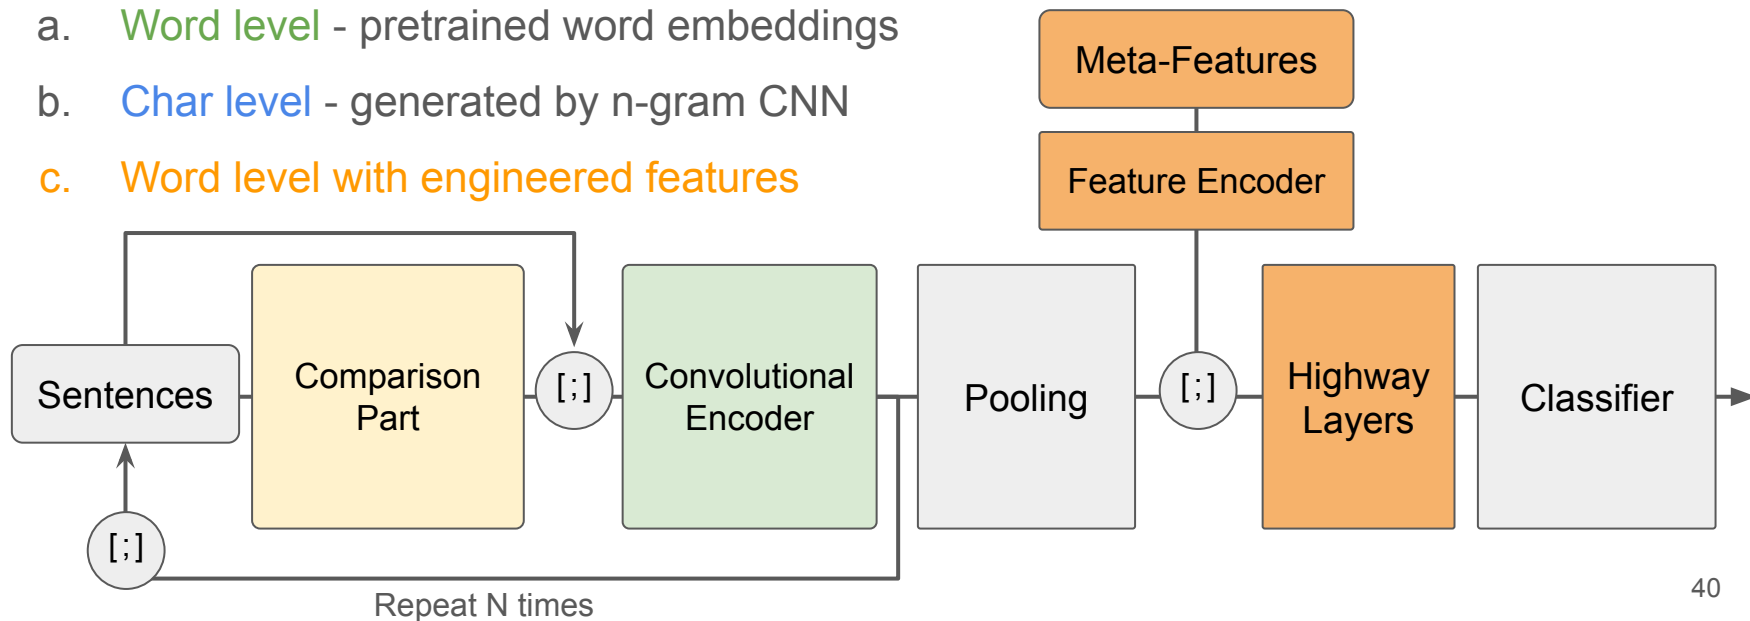 a. Word level - pretrained word embeddings
b. Char level - generated by n-gram CNN
c. Word level with engineered features
Meta-Features
Feature Encoder
Sentences
Comparison
Part
[;]
Convolutional
Encoder
Pooling
[;]
Highway
Layers
Classifier
[;]
Repeat N times
40